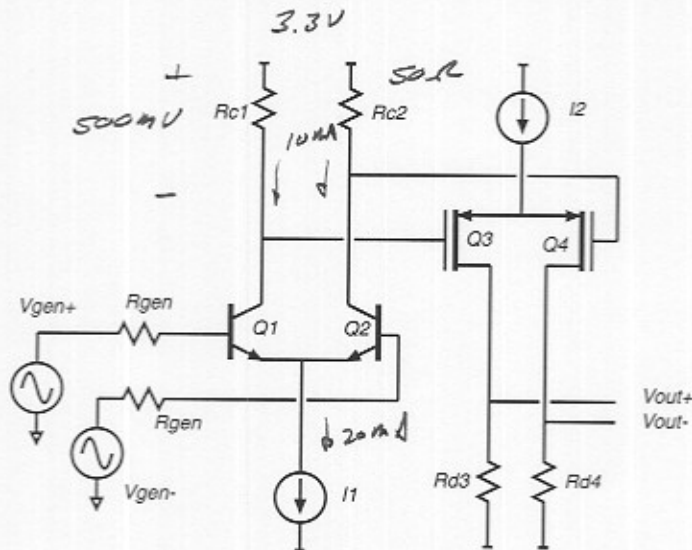 3.3V
+
50Ω
500mV
Rc1
Rc2
I2
10mA
-
Q3
Q4
Vgen+
Rgen
Q1
Q2
Vout+
Rgen
Vout-
20mA
Rd3
Rd4
Vgen-
I1